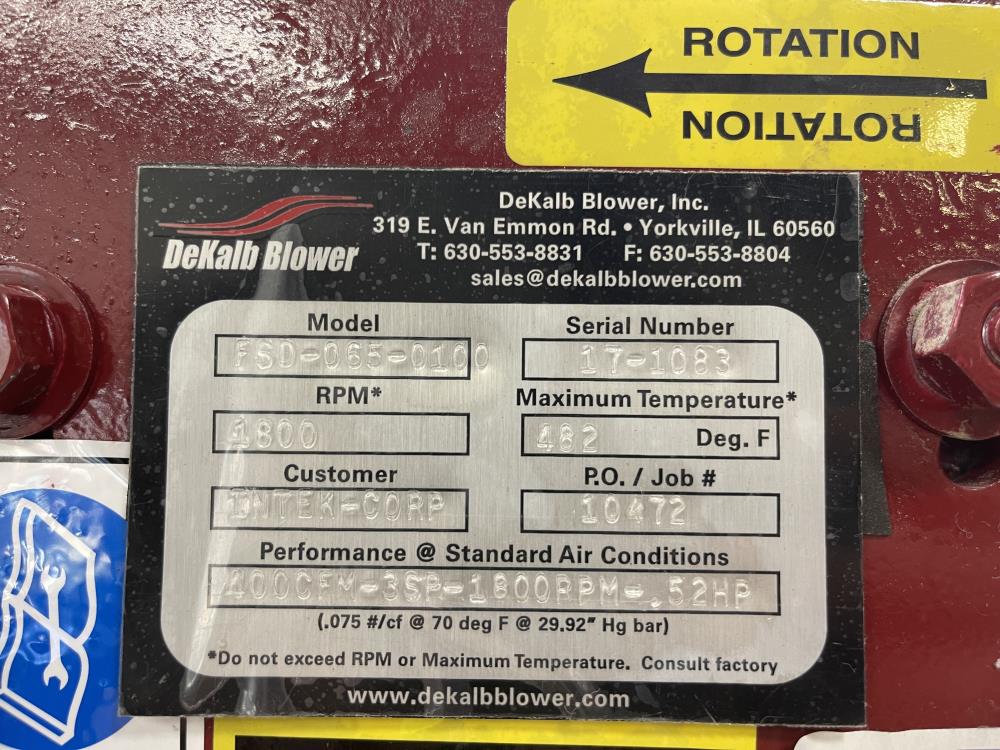 ROTATION
ROTATION
DeKalb Blower
DeKalb Blower, Inc.
319 E. Van Emmon Rd. • Yorkville, IL 60560
T: 630-553-8831 F: 630-553-8804
sales@dekalbblower.com
Model Serial Number
FSD-065-0100 17-1083
RPM* Maximum Temperature*
1800 482 Deg. F
Customer P.O. / Job #
INTEK-CORP 10472
Performance @ Standard Air Conditions
400CFM-3SP-1800RPM-.52HP
(.075 #/cf @ 70 deg F @ 29.92" Hg bar)
*Do not exceed RPM or Maximum Temperature. Consult factory
www.dekalbblower.com